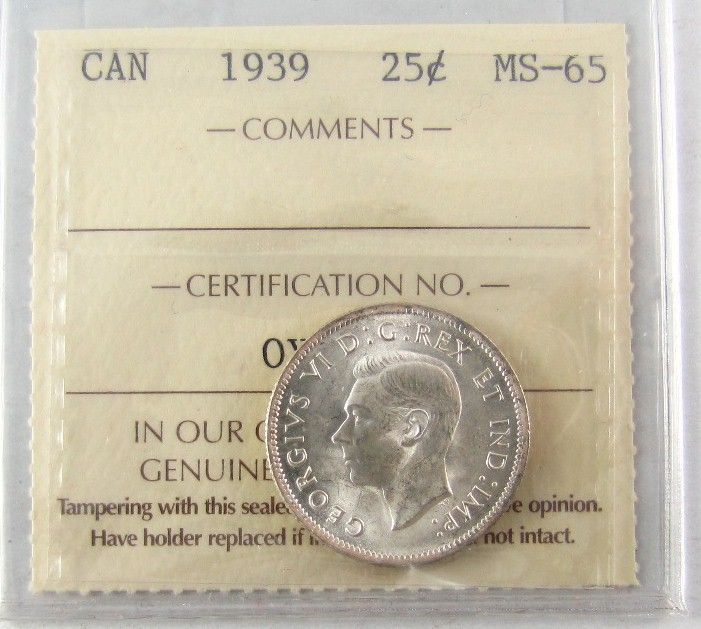 CAN 1939 25¢ MS-65
— COMMENTS —
— CERTIFICATION NO. —
GEORGIVS VI D:G:REX ET IND:IMP:
IN OUR
GENUINE
Tampering with this opinion.
Have holder replaced if not intact.